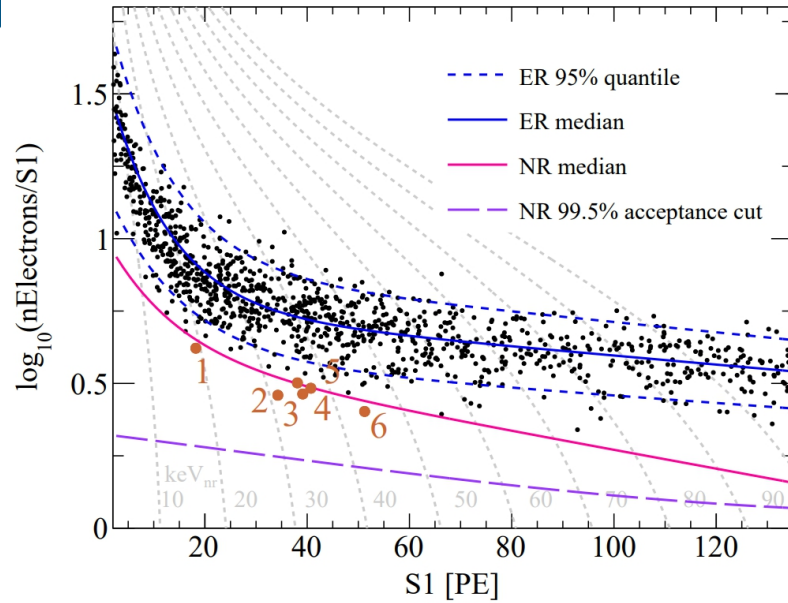 ER 95% quantile
ER median
NR median
NR 99.5% acceptance cut
log10(nElectrons/S1)
1.5
1
0.5
0
1
2
3
4
5
6
keVnr
10 20 30 40 50 60 70 80 90
20 40 60 80 100 120
S1 [PE]